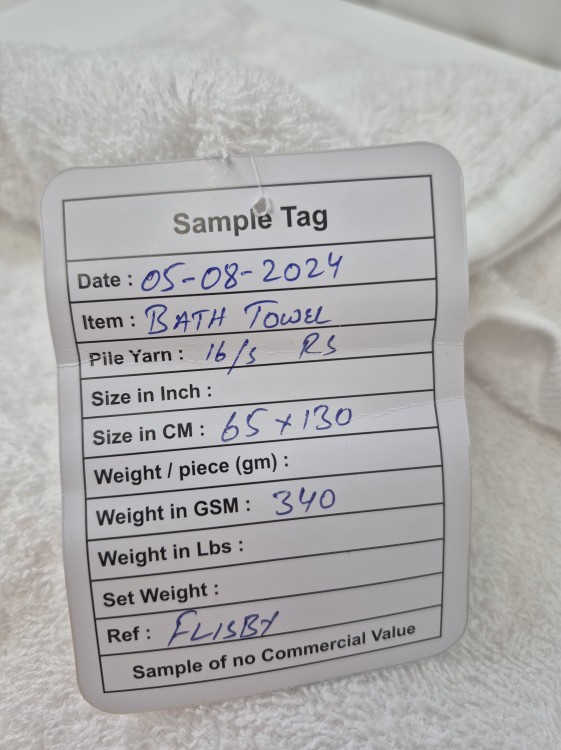 Sample Tag
Date : 05-08-2024
Item : BATH TOWEL
Pile Yarn : 16/s RS
Size in Inch :
Size in CM : 65 x 130
Weight / piece (gm) :
Weight in GSM : 340
Weight in Lbs :
Set Weight :
Ref : FLISBY
Sample of no Commercial Value